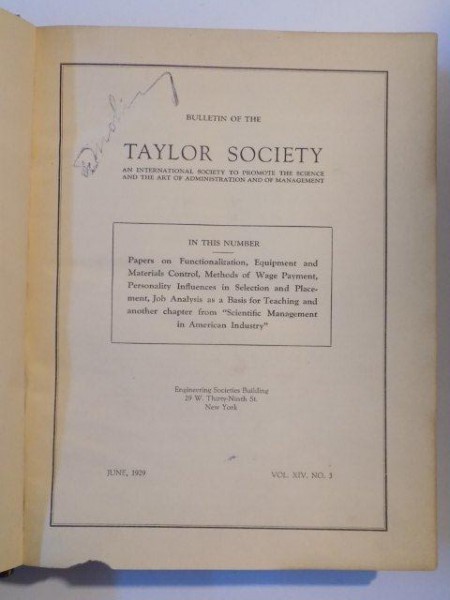 BULLETIN OF THE
TAYLOR SOCIETY
AN INTERNATIONAL SOCIETY TO PROMOTE THE SCIENCE
AND THE ART OF ADMINISTRATION AND OF MANAGEMENT
IN THIS NUMBER
Papers on Functionalization, Equipment and
Materials Control, Methods of Wage Payment,
Personality Influences in Selection and Place-
ment, Job Analysis as a Basis for Teaching and
another chapter from "Scientific Management
in American Industry"
Engineering Societies Building
29 W. Thirty-Ninth St.
New York
JUNE, 1929 VOL. XIV, NO. 3